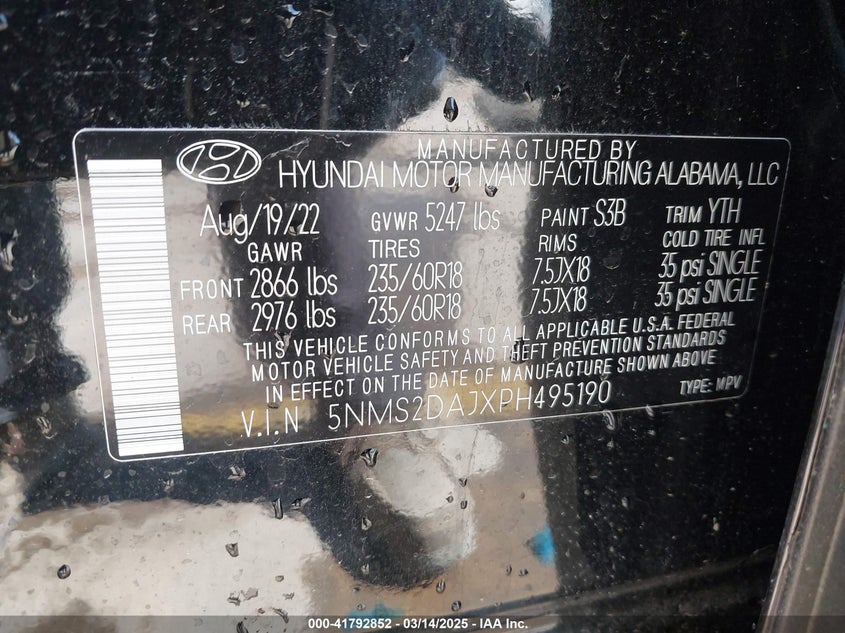 MANUFACTURED BY
HYUNDAI MOTOR MANUFACTURING ALABAMA, LLC
Aug/19/22 GVWR 5247 lbs PAINT S3B TRIM YTH
GAWR TIRES RIMS COLD TIRE INFL
FRONT 2866 lbs 235/60R18 7.5JX18 35 psi SINGLE
REAR 2976 lbs 235/60R18 7.5JX18 35 psi SINGLE
THIS VEHICLE CONFORMS TO ALL APPLICABLE U.S.A. FEDERAL
MOTOR VEHICLE SAFETY AND THEFT PREVENTION STANDARDS
IN EFFECT ON THE DATE OF MANUFACTURE SHOWN ABOVE
V.I.N 5NMS2DAJXPH495190 TYPE: MPV
000-41792852 - 03/14/2025 - IAA Inc.